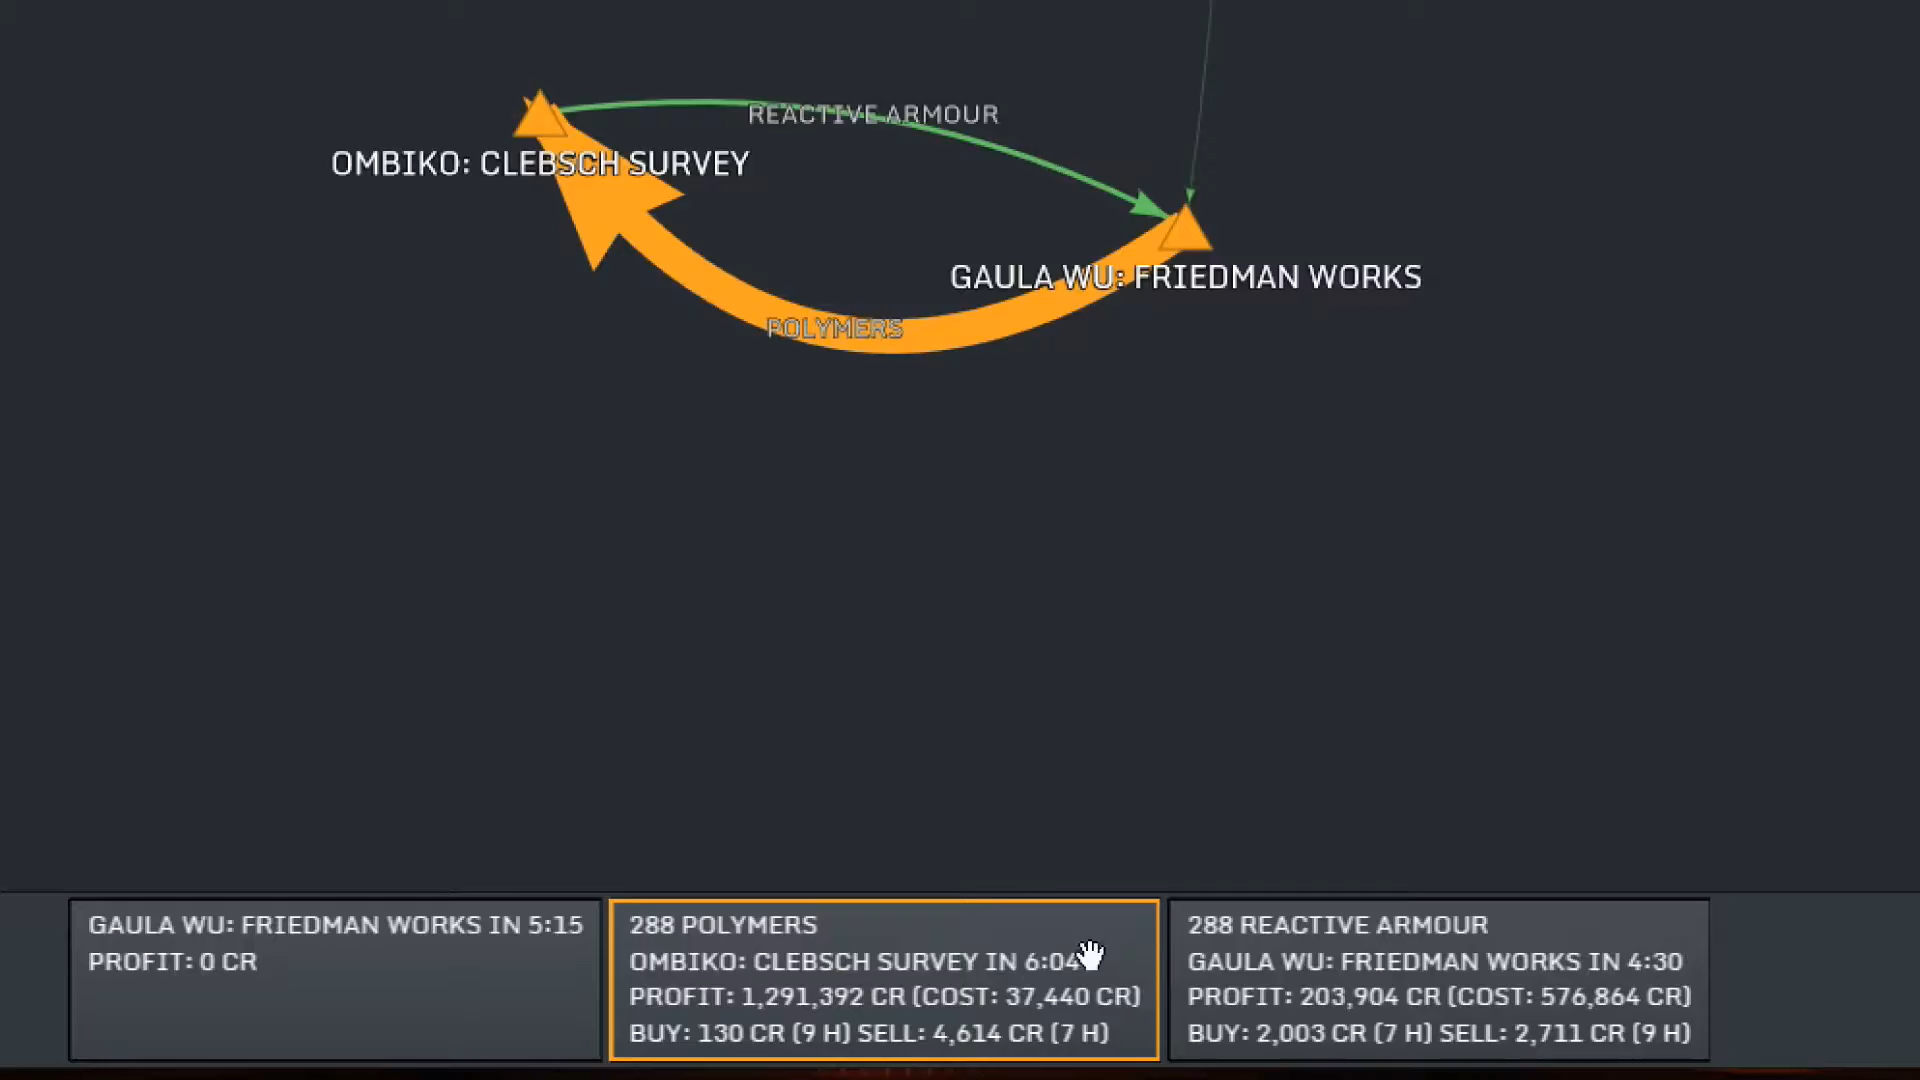 REACTIVE ARMOUR
OMBIKO: CLEBSCH SURVEY
GAULA WU: FRIEDMAN WORKS
POLYMERS
GAULA WU: FRIEDMAN WORKS IN 5:15
PROFIT: 0 CR
288 POLYMERS
OMBIKO: CLEBSCH SURVEY IN 6:04
PROFIT: 1,291,392 CR (COST: 37,440 CR)
BUY: 130 CR (9 H) SELL: 4,614 CR (7 H)
288 REACTIVE ARMOUR
GAULA WU: FRIEDMAN WORKS IN 4:30
PROFIT: 203,904 CR (COST: 576,864 CR)
BUY: 2,003 CR (7 H) SELL: 2,711 CR (9 H)